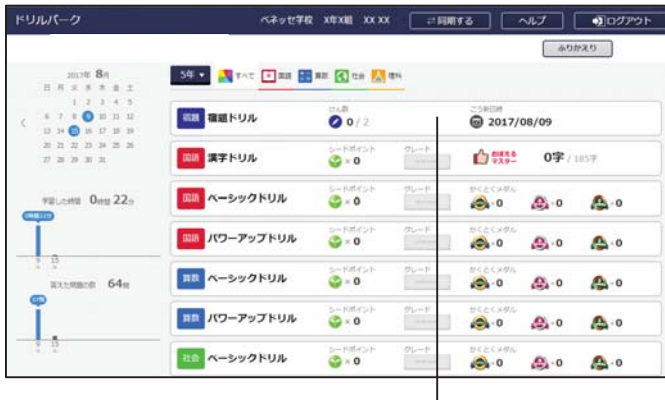 ドリルパーク
ベネッセ学校 X年X組 XX XX
同期する
ヘルプ
ログアウト
ふりかえり
2017年 8月
日 月 火 水 木 金 土
1 2 3 4 5
6 7 8 9 10 11 12
13 14 15 16 17 18 19
20 21 22 23 24 25 26
27 28 29 30 31
学習した時間 0時間 22分
0時間22分
9 15
答えた問題の数 64問
9 15
5年 すべて 国語 算数 社会 理科
宿題 宿題ドリル けん数 0 / 2 こう新日時 2017/08/09
国語 漢字ドリル シードポイント × 0 グレード おぼえるマスター 0字 / 185字
国語 ベーシックドリル シードポイント × 0 グレード かくとくメダル ×0 ×0 ×0
国語 パワーアップドリル シードポイント × 0 グレード かくとくメダル ×0 ×0 ×0
算数 ベーシックドリル シードポイント × 0 グレード かくとくメダル ×0 ×0 ×0
算数 パワーアップドリル シードポイント × 0 グレード かくとくメダル ×0 ×0 ×0
社会 ベーシックドリル シードポイント × 0 グレード かくとくメダル ×0 ×0 ×0